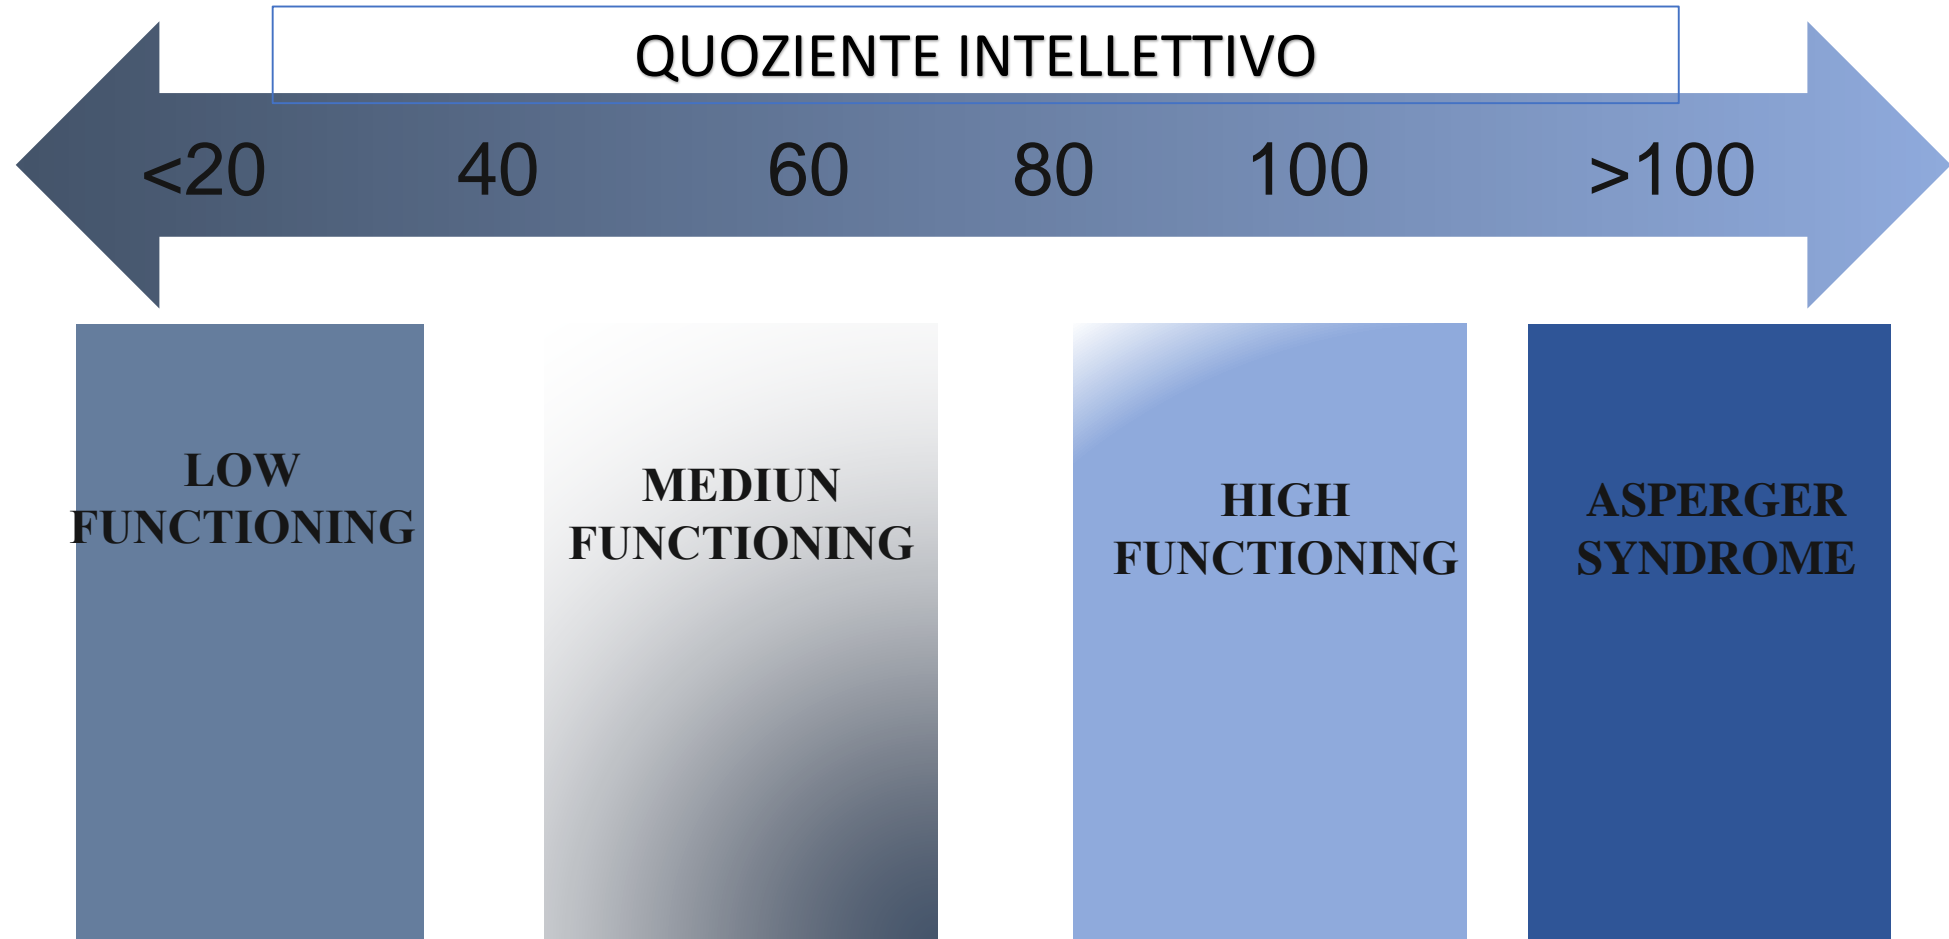 QUOZIENTE INTELLETTIVO
<20 40 60 80 100 >100
LOW
FUNCTIONING
MEDIUN
FUNCTIONING
HIGH
FUNCTIONING
ASPERGER
SYNDROME